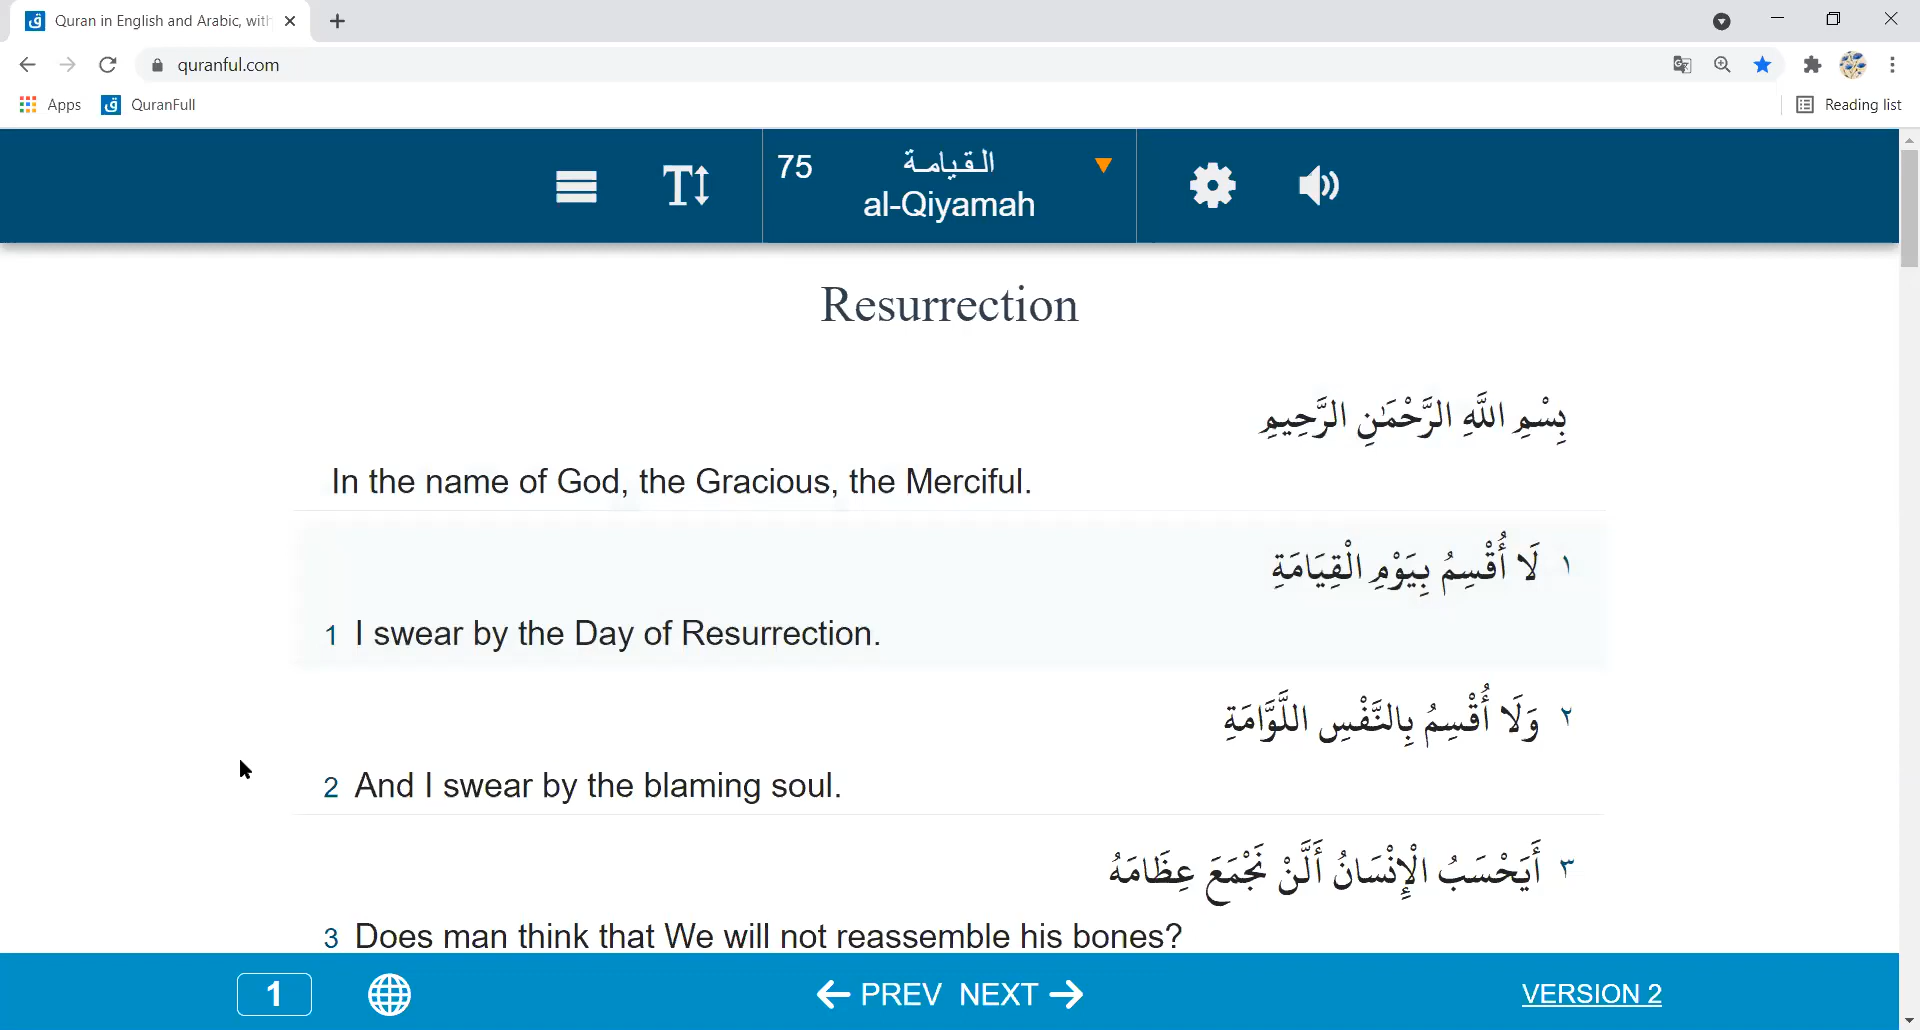 Quran in English and Arabic, with
quranful.com
Apps
QuranFull
Reading list
75
القيامة
al-Qiyamah
Resurrection
بِسْمِ اللَّهِ الرَّحْمَٰنِ الرَّحِيمِ
In the name of God, the Gracious, the Merciful.
١ لَا أُقْسِمُ بِيَوْمِ الْقِيَامَةِ
1 I swear by the Day of Resurrection.
٢ وَلَا أُقْسِمُ بِالنَّفْسِ اللَّوَّامَةِ
2 And I swear by the blaming soul.
٣ أَيَحْسَبُ الْإِنْسَانُ أَلَّنْ نَجْمَعَ عِظَامَهُ
3 Does man think that We will not reassemble his bones?
1
PREV NEXT
VERSION 2